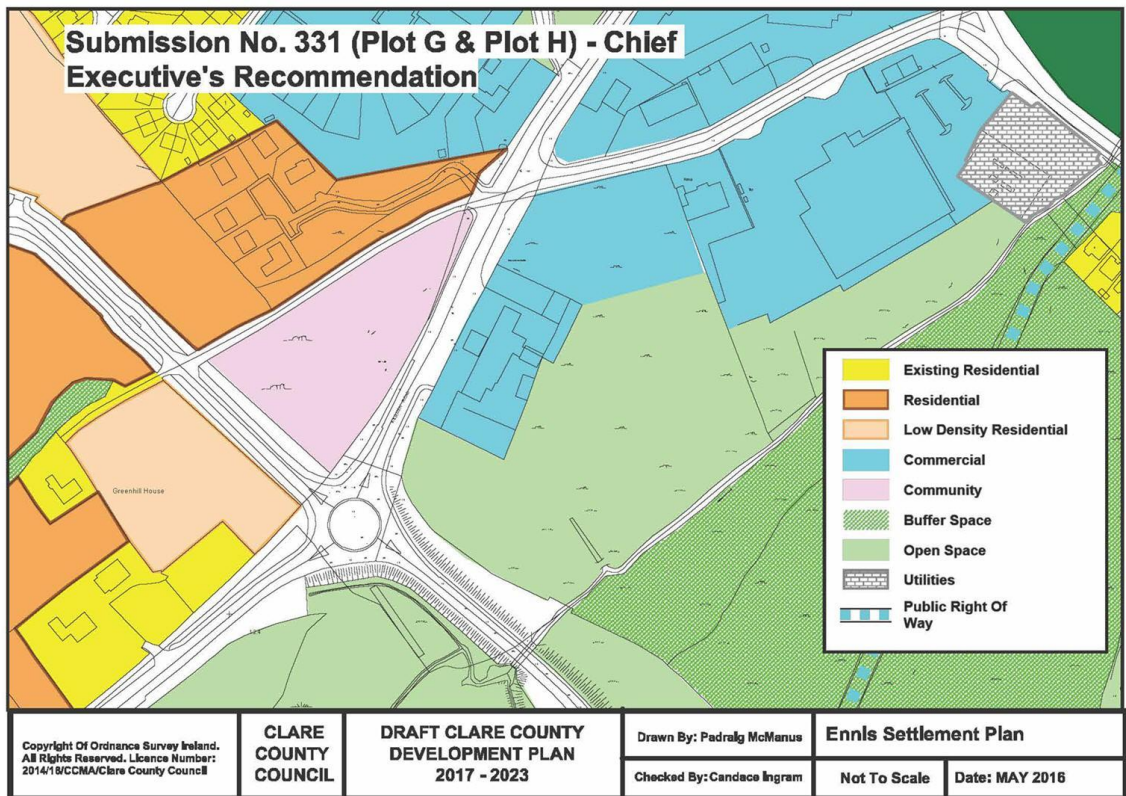 Submission No. 331 (Plot G & Plot H) - Chief
Executive's Recommendation
Greenhill House
Existing Residential
Residential
Low Density Residential
Commercial
Community
Buffer Space
Open Space
Utilities
Public Right Of
Way
Copyright Of Ordnance Survey Ireland.
All Rights Reserved. Licence Number:
2014/18/CCMA/Clare County Council
CLARE
COUNTY
COUNCIL
DRAFT CLARE COUNTY
DEVELOPMENT PLAN
2017 - 2023
Drawn By: Padraig McManus
Checked By: Candace Ingram
Ennis Settlement Plan
Not To Scale
Date: MAY 2016